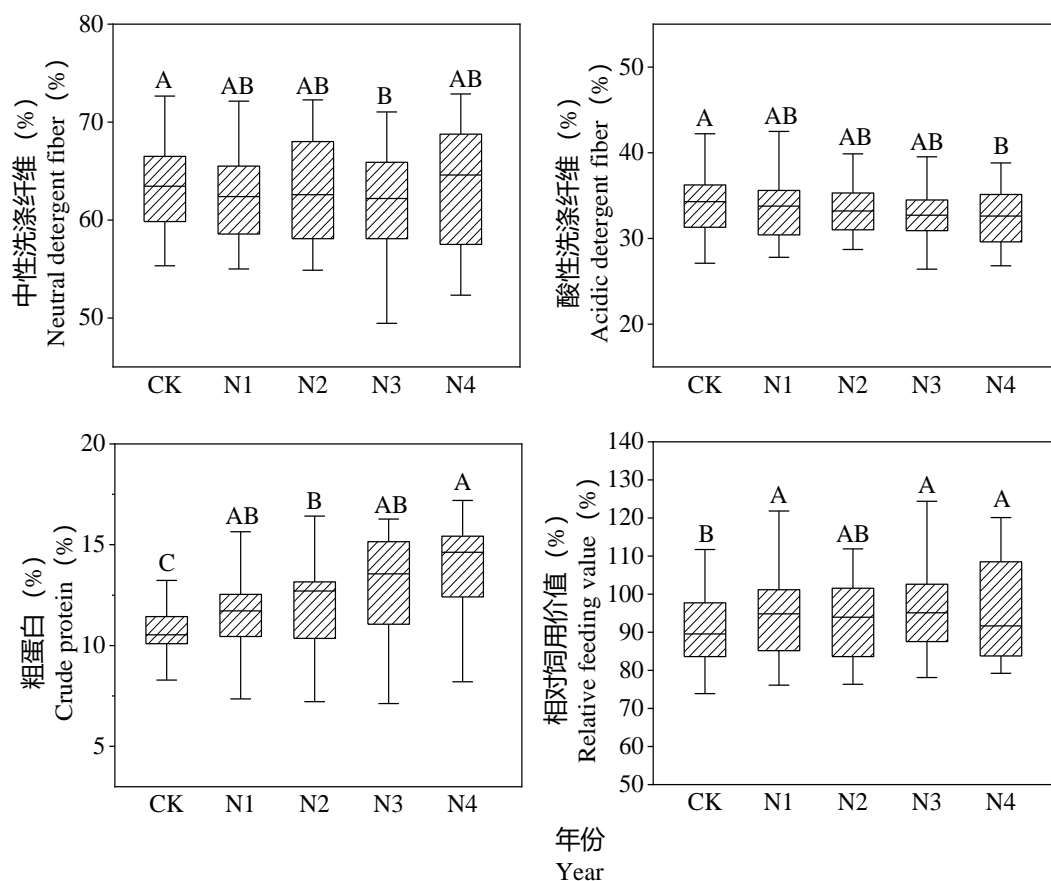 中性洗涤纤维（%）
Neutral detergent fiber（%）
80
70
60
50
A
AB
AB
B
AB
CK
N1
N2
N3
N4
酸性洗涤纤维（%）
Acidic detergent fiber（%）
50
40
30
20
A
AB
AB
AB
B
CK
N1
N2
N3
N4
粗蛋白（%）
Crude protein（%）
20
15
10
5
C
AB
B
AB
A
CK
N1
N2
N3
N4
相对饲用价值（%）
Relative feeding value（%）
140
130
120
110
100
90
80
70
60
50
B
A
AB
A
A
CK
N1
N2
N3
N4
年份
Year